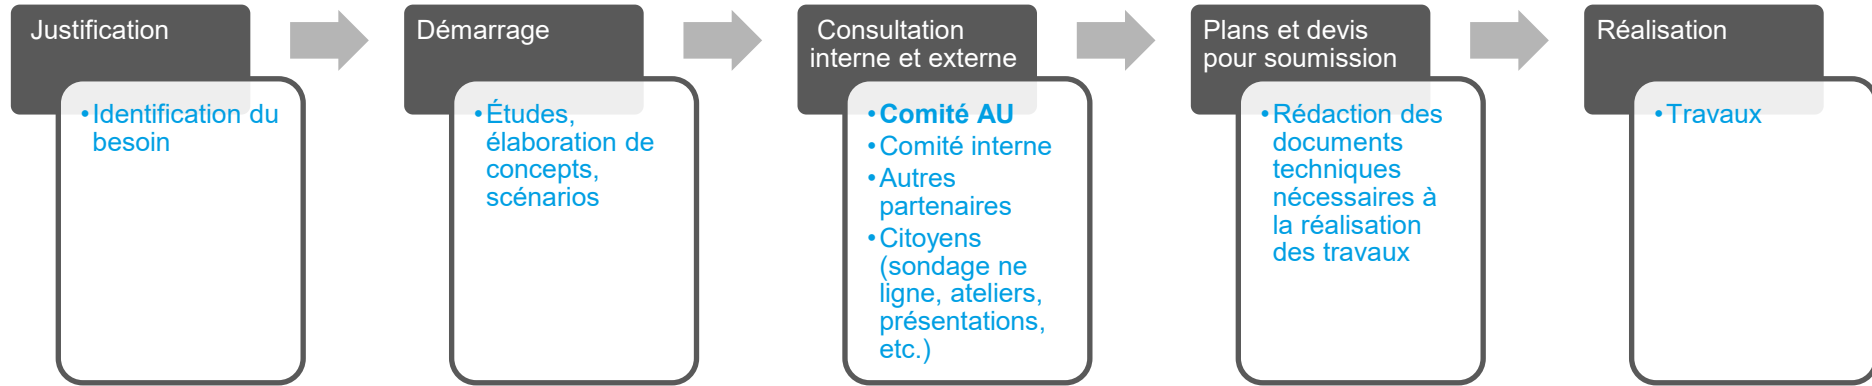 Justification
•Identification du
besoin
Démarrage
•Études,
élaboration de
concepts,
scénarios
Consultation
interne et externe
•Comité AU
•Comité interne
•Autres
partenaires
•Citoyens
(sondage ne
ligne, ateliers,
présentations,
etc.)
Plans et devis
pour soumission
•Rédaction des
documents
techniques
nécessaires à
la réalisation
des travaux
Réalisation
•Travaux